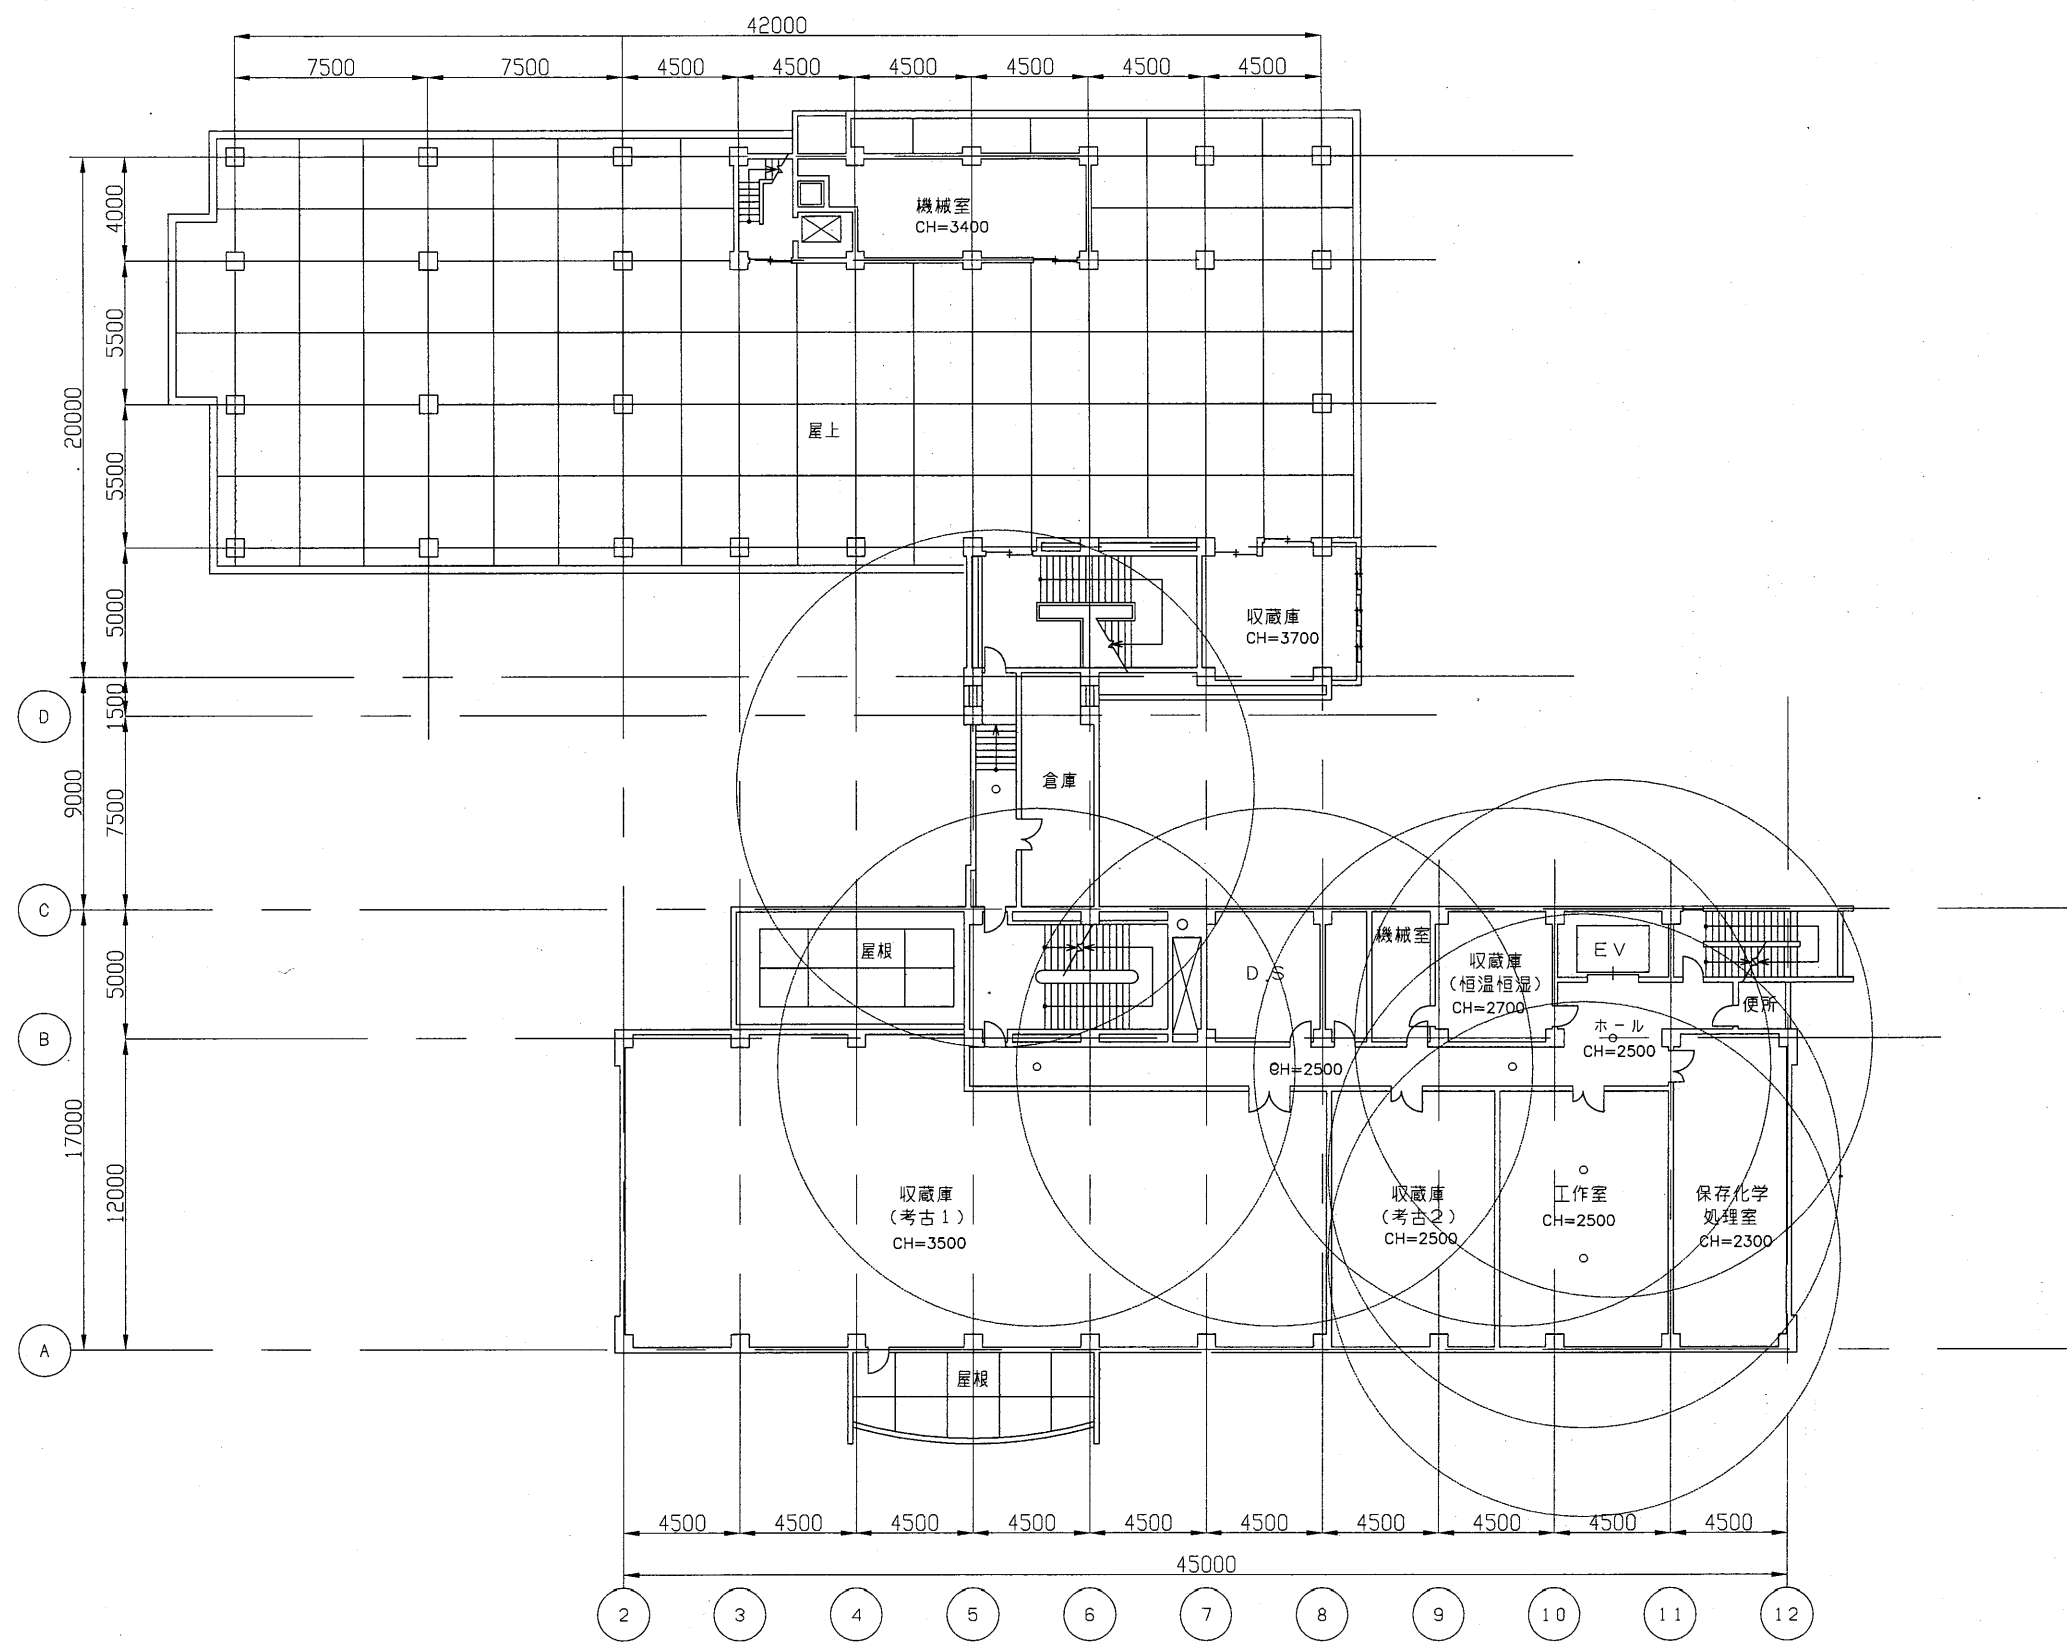 42000
7500 7500 4500 4500 4500 4500 4500 4500
4000
5500
20000
5500
5000
1500
9000
7500
5000
17000
12000
機械室
CH=3400
屋上
収蔵庫
CH=3700
倉庫
屋根
D.S
機械室
収蔵庫
(恒温恒湿)
CH=2700
EV
便所
ホール
CH=2500
CH=2500
収蔵庫
(考古1)
CH=3500
収蔵庫
(考古2)
CH=2500
工作室
CH=2500
保存化学
処理室
CH=2300
屋根
D
C
B
A
4500 4500 4500 4500 4500 4500 4500 4500 4500 4500
45000
2 3 4 5 6 7 8 9 10 11 12